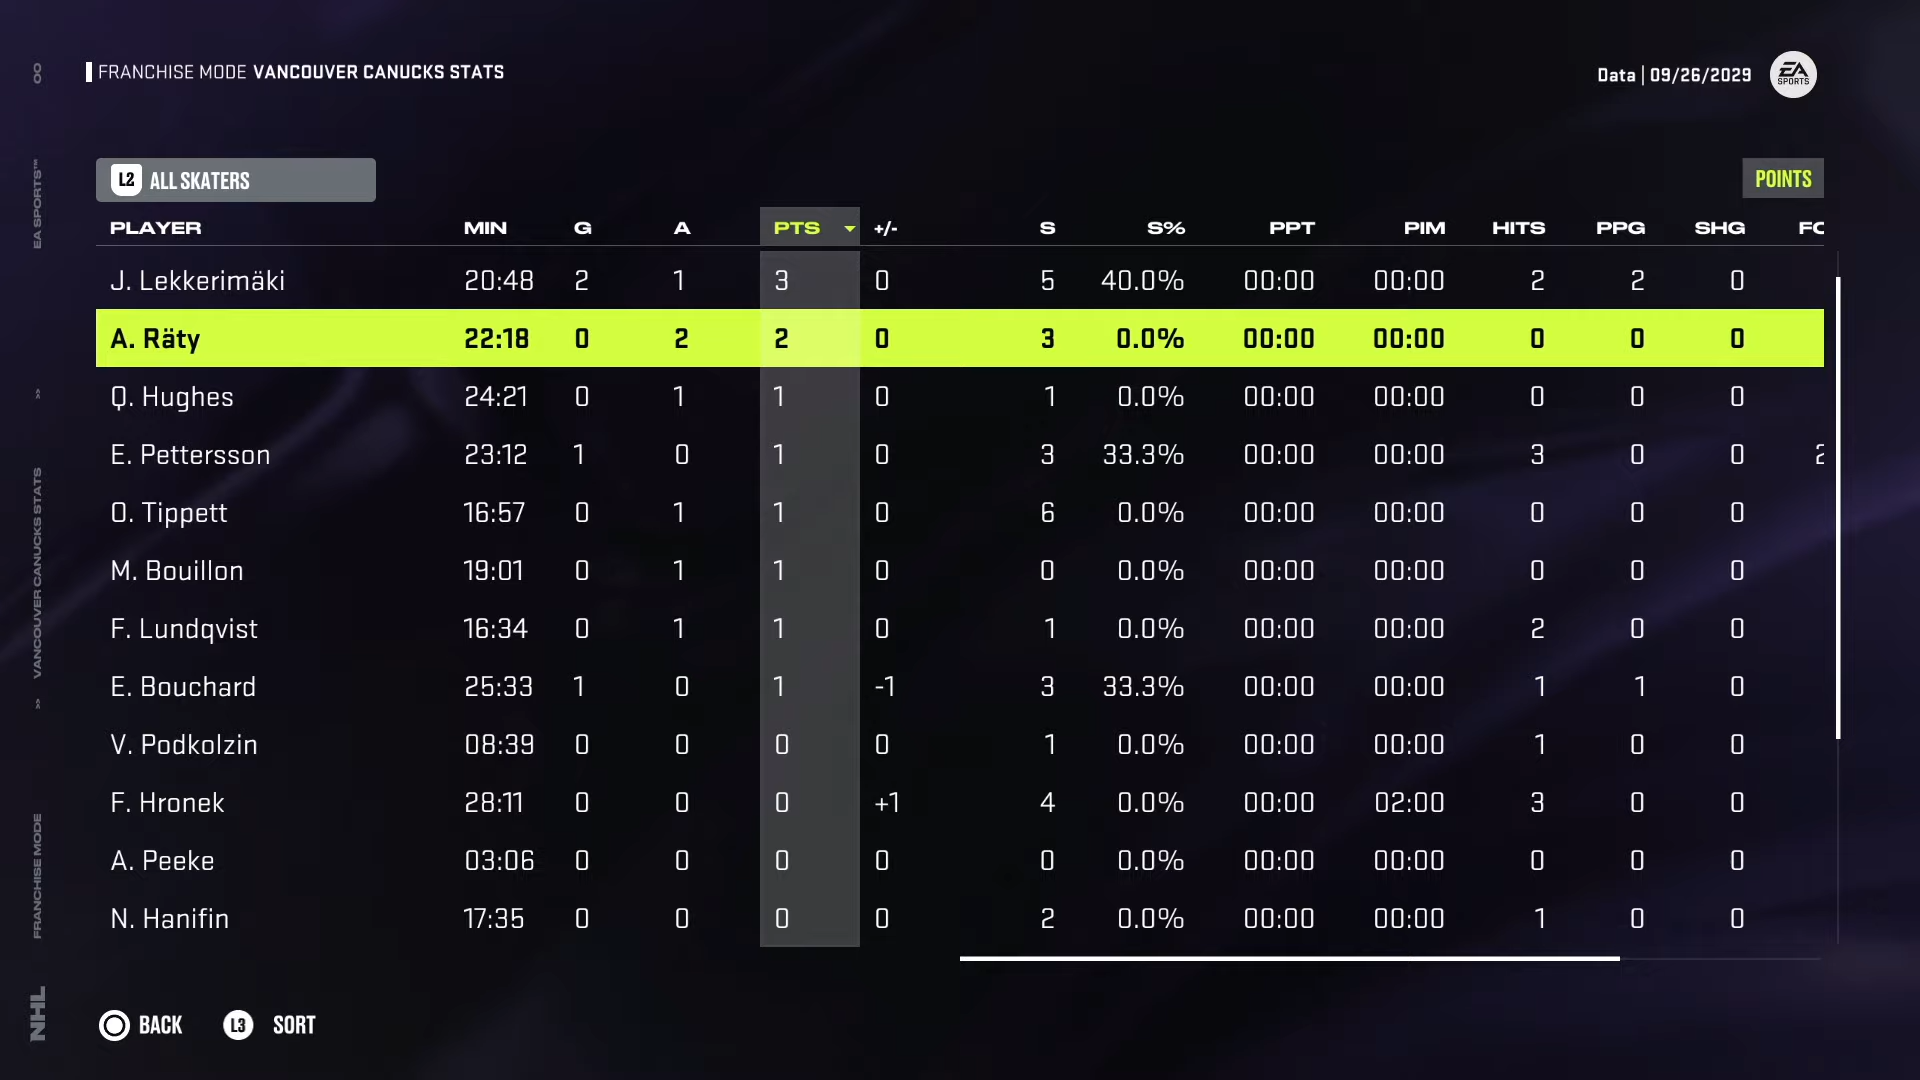 FRANCHISE MODE VANCOUVER CANUCKS STATS
Data | 09/26/2029
EA SPORTS
L2 ALL SKATERS
POINTS
PLAYER MIN G A PTS +/- S S% PPT PIM HITS PPG SHG
J. Lekkerimäki 20:48 2 1 3 0 5 40.0% 00:00 00:00 2 2 0
A. Räty 22:18 0 2 2 0 3 0.0% 00:00 00:00 0 0 0
Q. Hughes 24:21 0 1 1 0 1 0.0% 00:00 00:00 0 0 0
E. Pettersson 23:12 1 0 1 0 3 33.3% 00:00 00:00 3 0 0
O. Tippett 16:57 0 1 1 0 6 0.0% 00:00 00:00 0 0 0
M. Bouillon 19:01 0 1 1 0 0 0.0% 00:00 00:00 0 0 0
F. Lundqvist 16:34 0 1 1 0 1 0.0% 00:00 00:00 2 0 0
E. Bouchard 25:33 1 0 1 -1 3 33.3% 00:00 00:00 1 1 0
V. Podkolzin 08:39 0 0 0 0 1 0.0% 00:00 00:00 1 0 0
F. Hronek 28:11 0 0 0 +1 4 0.0% 00:00 02:00 3 0 0
A. Peeke 03:06 0 0 0 0 0 0.0% 00:00 00:00 0 0 0
N. Hanifin 17:35 0 0 0 0 2 0.0% 00:00 00:00 1 0 0
BACK L3 SORT
NHL FRANCHISE MODE >> VANCOUVER CANUCKS STATS >> EA SPORTS™